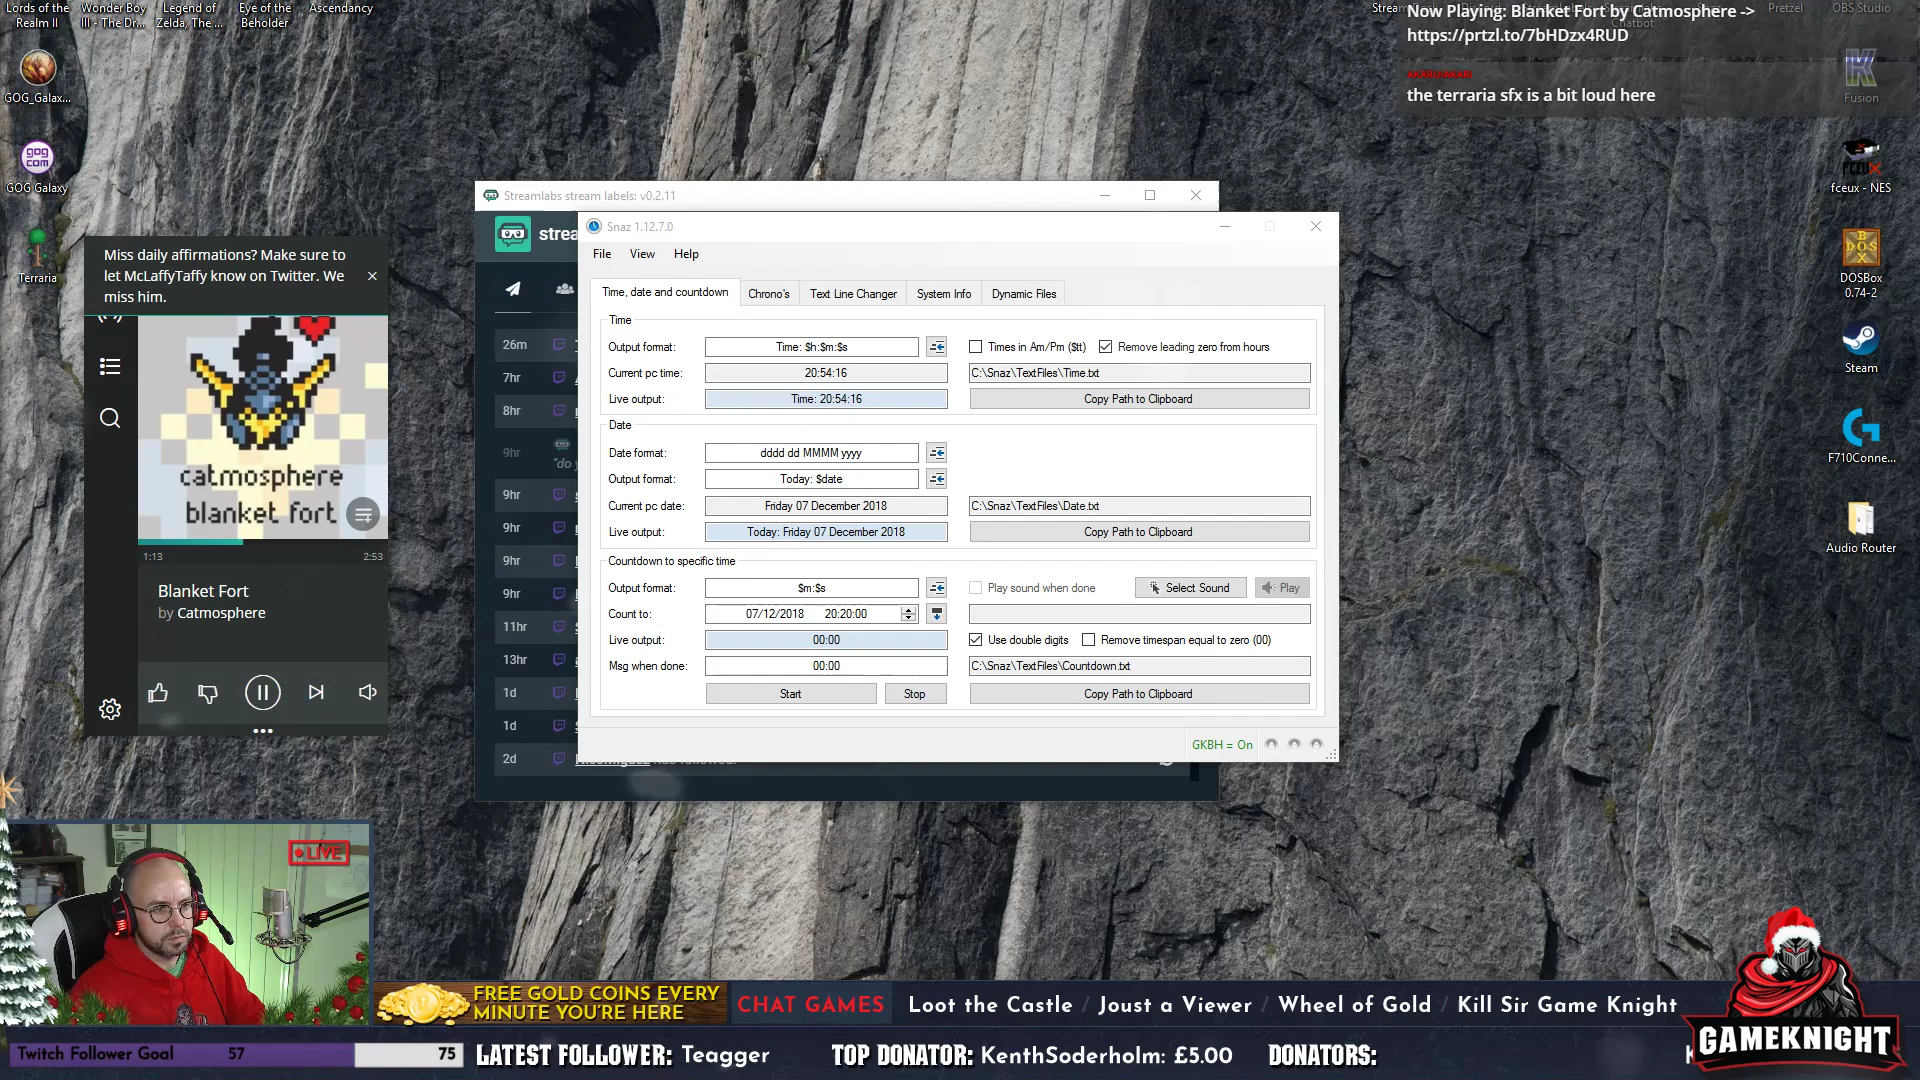 Lords of the
Realm II
Wonder Boy
III - The Dr...
Legend of
Zelda, The ...
Eye of the
Beholder
Ascendancy
GOG_Galax...
GOG Galaxy
Terraria
Now Playing: Blanket Fort by Catmosphere ->
https://prtzl.to/7bHDzx4RUD
the terraria sfx is a bit loud here
Pretzel
OBS Studio
Fusion
fceux - NES
DOSBox
0.74-2
Steam
F710Conne...
Audio Router
Miss daily affirmations? Make sure to
let McLaffyTaffy know on Twitter. We
miss him.
catmosphere
blanket fort
1:13
2:53
Blanket Fort
by Catmosphere
Streamlabs stream labels: v0.2.11
strea
26m
7hr
8hr
9hr
"do y
9hr
9hr
9hr
9hr
11hr
13hr
1d
1d
2d
has followed.
Snaz 1.12.7.0
File View Help
Time, date and countdown
Chrono's
Text Line Changer
System Info
Dynamic Files
Time
Output format:
Time: $h:$m:$s
Times in Am/Pm ($tt)
Remove leading zero from hours
Current pc time:
20:54:16
C:\Snaz\TextFiles\Time.txt
Live output:
Time: 20:54:16
Copy Path to Clipboard
Date
Date format:
dddd dd MMMM yyyy
Output format:
Today: $date
Current pc date:
Friday 07 December 2018
C:\Snaz\TextFiles\Date.txt
Live output:
Today: Friday 07 December 2018
Copy Path to Clipboard
Countdown to specific time
Output format:
$m:$s
Play sound when done
Select Sound
Play
Count to:
07/12/2018 20:20:00
Live output:
00:00
Use double digits
Remove timespan equal to zero (00)
Msg when done:
00:00
C:\Snaz\TextFiles\Countdown.txt
Start
Stop
Copy Path to Clipboard
GKBH = On
LIVE
FREE GOLD COINS EVERY
MINUTE YOU'RE HERE
CHAT GAMES
Loot the Castle / Joust a Viewer / Wheel of Gold / Kill Sir Game Knight
GAMEKNIGHT
Twitch Follower Goal 57 75
LATEST FOLLOWER: Teagger
TOP DONATOR: KenthSoderholm: £5.00
DONATORS: